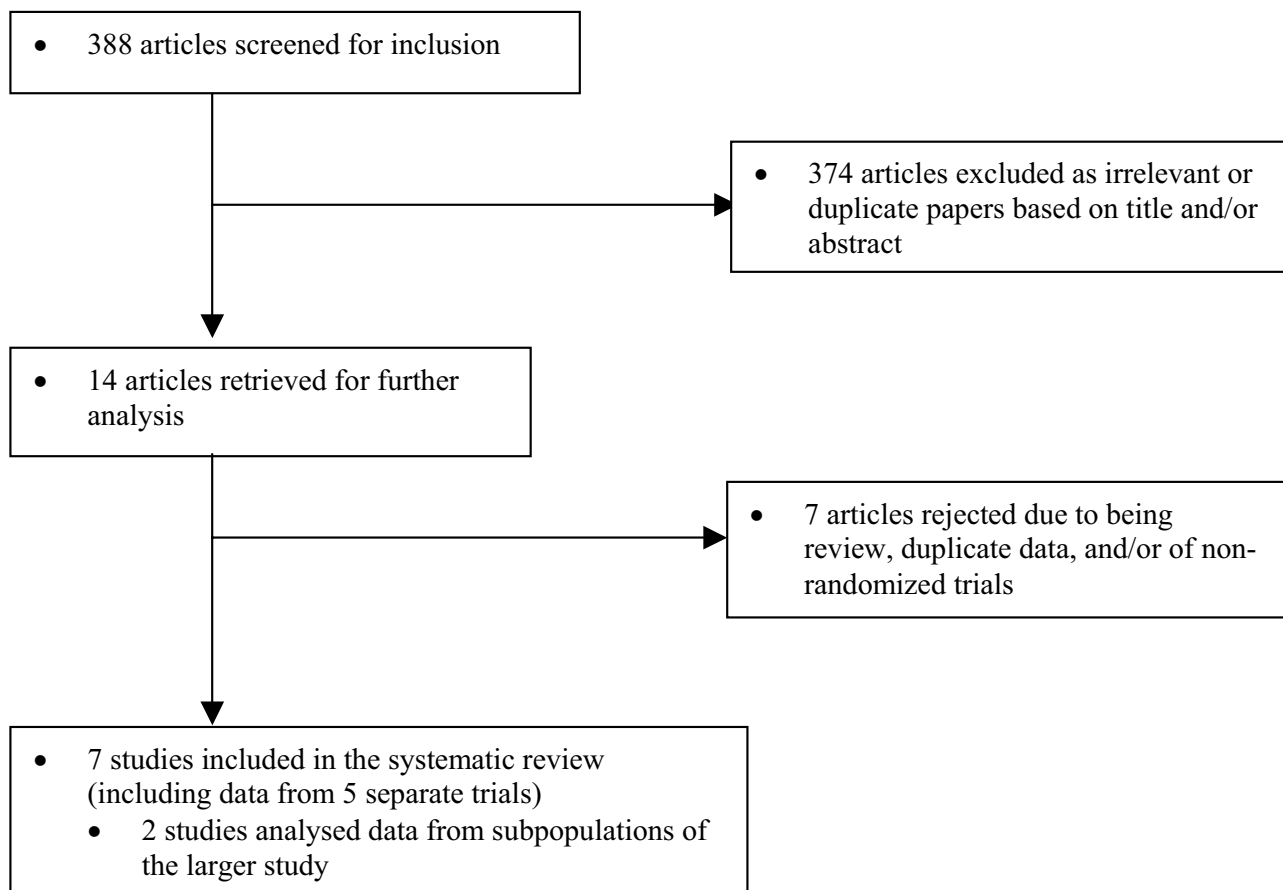 • 388 articles screened for inclusion
• 374 articles excluded as irrelevant or
duplicate papers based on title and/or
abstract
• 14 articles retrieved for further
analysis
• 7 articles rejected due to being
review, duplicate data, and/or of non-
randomized trials
• 7 studies included in the systematic review
(including data from 5 separate trials)
• 2 studies analysed data from subpopulations of
the larger study